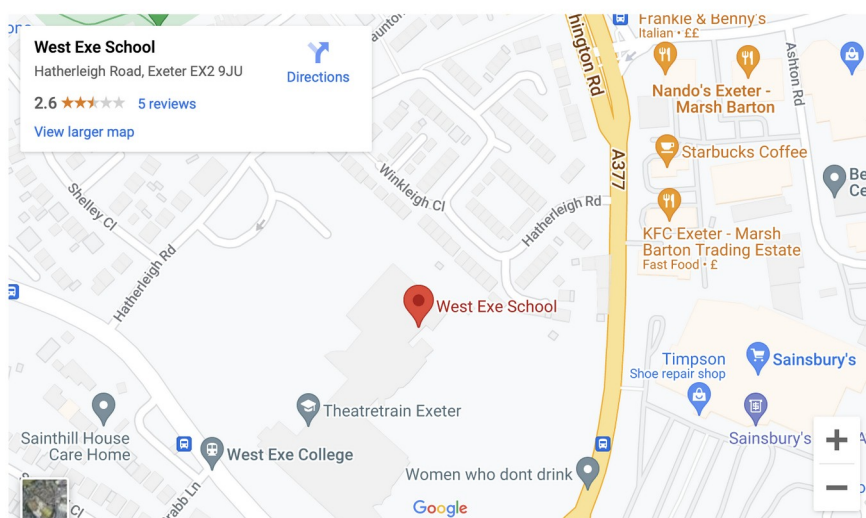 West Exe School
Hatherleigh Road, Exeter EX2 9JU
Directions
2.6
5 reviews
View larger map
Frankie & Benny's
Italian • ££
Nando's Exeter -
Marsh Barton
Ashton Rd
Starbucks Coffee
A377
Winkleigh Cl
Shelley Cl
Hatherleigh Rd
Hatherleigh Rd
KFC Exeter - Marsh
Barton Trading Estate
Fast Food • £
West Exe School
Timpson
Shoe repair shop
Sainsbury's
Theatretrain Exeter
Sainthill House
Care Home
West Exe College
Sainsbury's
Women who dont drink
Google